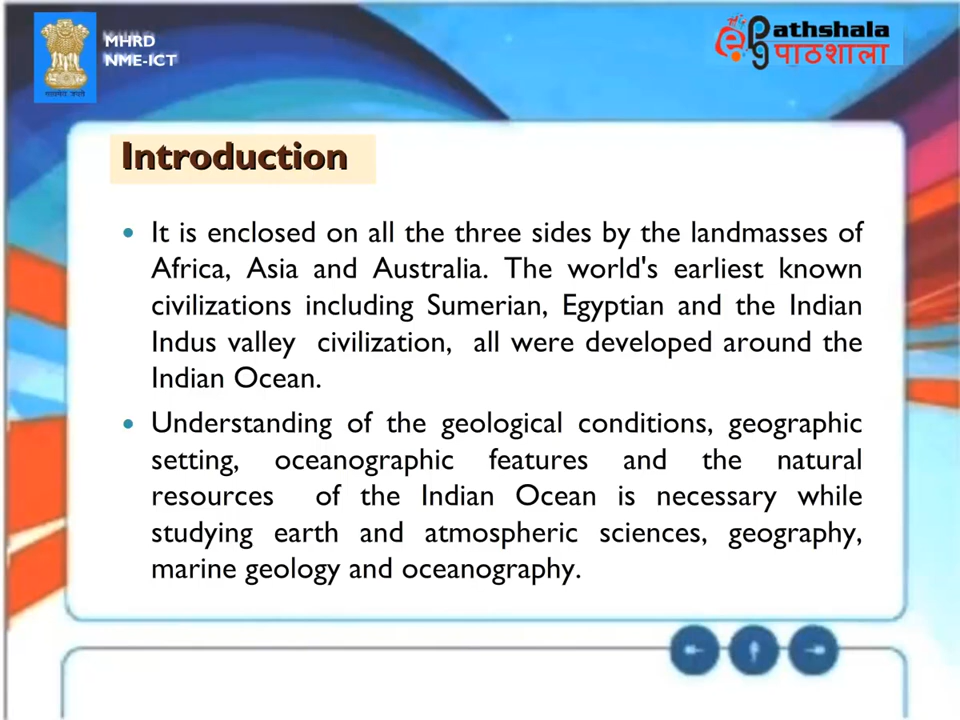 MHRD
NME-ICT
e pg athshala
पाठशाला
Introduction
• It is enclosed on all the three sides by the landmasses of
Africa, Asia and Australia. The world's earliest known
civilizations including Sumerian, Egyptian and the Indian
Indus valley civilization, all were developed around the
Indian Ocean.
• Understanding of the geological conditions, geographic
setting, oceanographic features and the natural
resources of the Indian Ocean is necessary while
studying earth and atmospheric sciences, geography,
marine geology and oceanography.